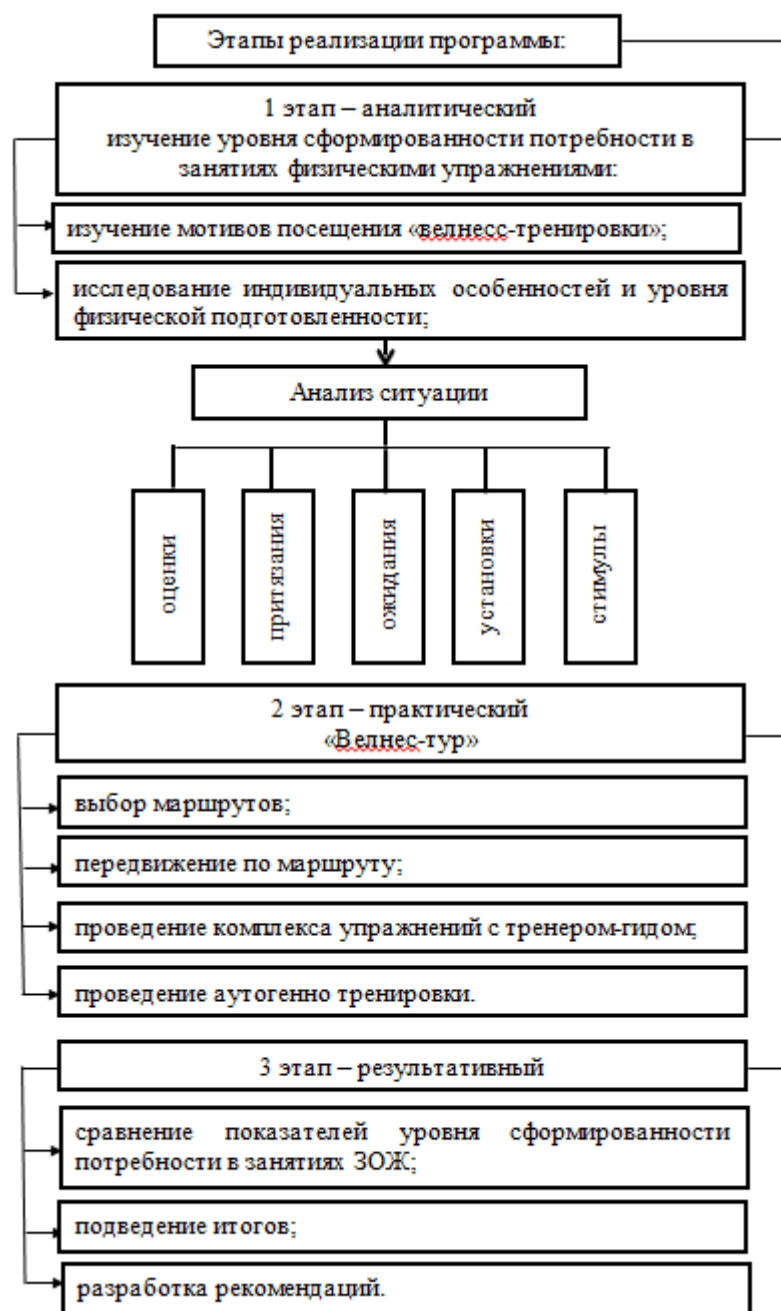 Этапы реализации программы:
1 этап – аналитический
изучение уровня сформированности потребности в
занятиях физическими упражнениями:
изучение мотивов посещения «велнесс-тренировки»;
исследование индивидуальных особенностей и уровня
физической подготовленности;
Анализ ситуации
оценки
притязания
ожидания
установки
стимулы
2 этап – практический
«Велнес-тур»
выбор маршрутов;
передвижение по маршруту;
проведение комплекса упражнений с тренером-гидом;
проведение аутогенно тренировки.
3 этап – результативный
сравнение показателей уровня сформированности
потребности в занятиях ЗОЖ;
подведение итогов;
разработка рекомендаций.